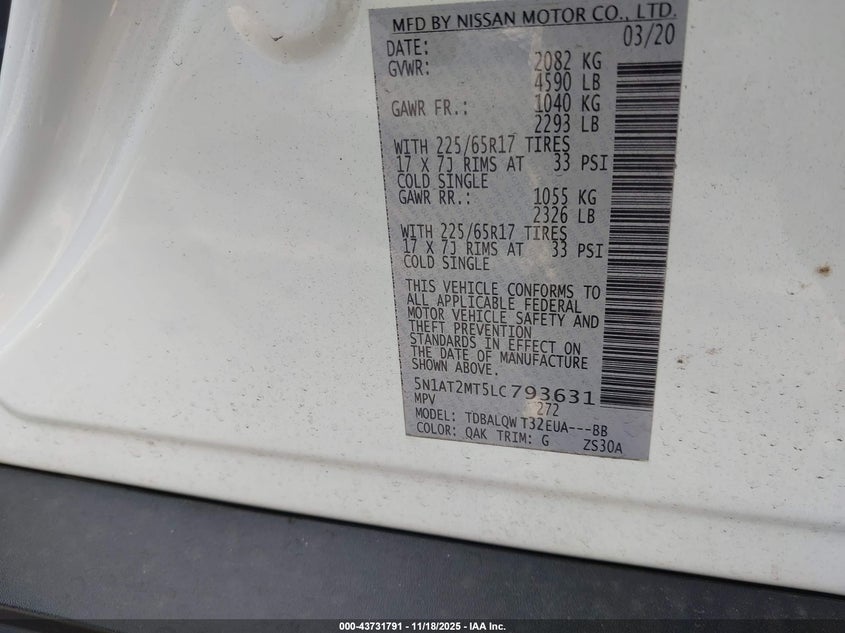 MFD BY NISSAN MOTOR CO., LTD.
DATE: 03/20
GVWR: 2082 KG
4590 LB
GAWR FR.: 1040 KG
2293 LB
WITH 225/65R17 TIRES
17 X 7J RIMS AT 33 PSI
COLD SINGLE
GAWR RR.: 1055 KG
2326 LB
WITH 225/65R17 TIRES
17 X 7J RIMS AT 33 PSI
COLD SINGLE
THIS VEHICLE CONFORMS TO
ALL APPLICABLE FEDERAL
MOTOR VEHICLE SAFETY AND
THEFT PREVENTION
STANDARDS IN EFFECT ON
THE DATE OF MANUFACTURE
SHOWN ABOVE.
5N1AT2MT5LC793631
MPV 272
MODEL: TDBALQWT32EUA---BB
COLOR: QAK TRIM: G ZS30A
000-43731791 - 11/18/2025 - IAA Inc.